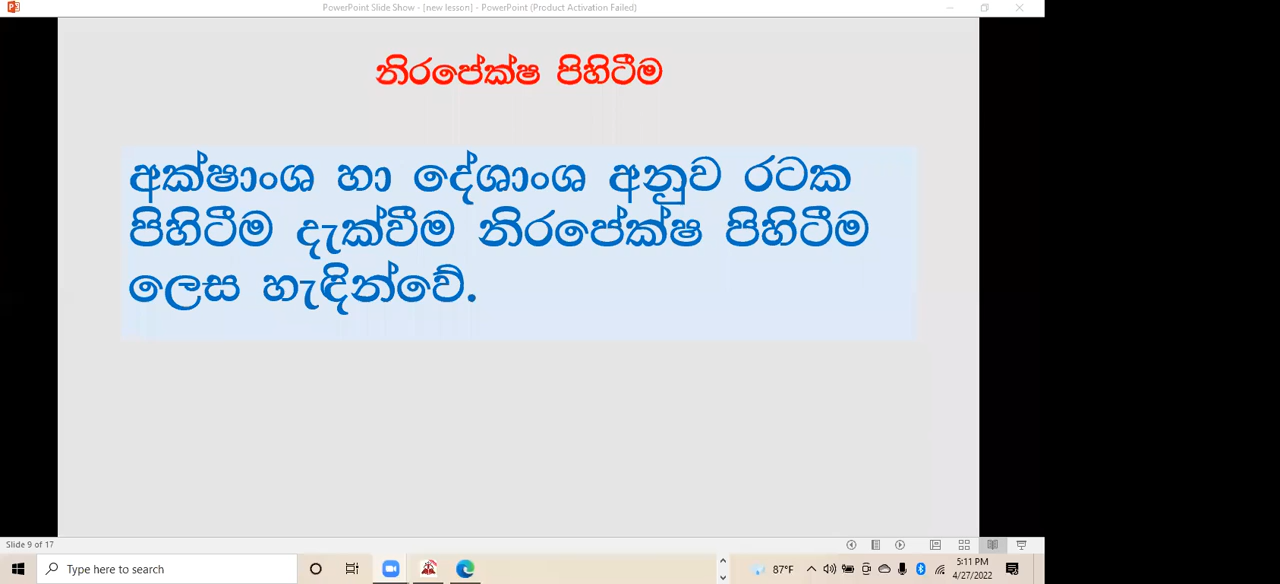 PowerPoint Slide Show - [new lesson] - PowerPoint (Product Activation Failed)
නිරපේක්ෂ පිහිටීම
අක්ෂාංශ හා දේශාංශ අනුව රටක
පිහිටීම දැක්වීම නිරපේක්ෂ පිහිටීම
ලෙස හැඳින්වේ.
Slide 9 of 17
Type here to search
87°F
5:11 PM
4/27/2022